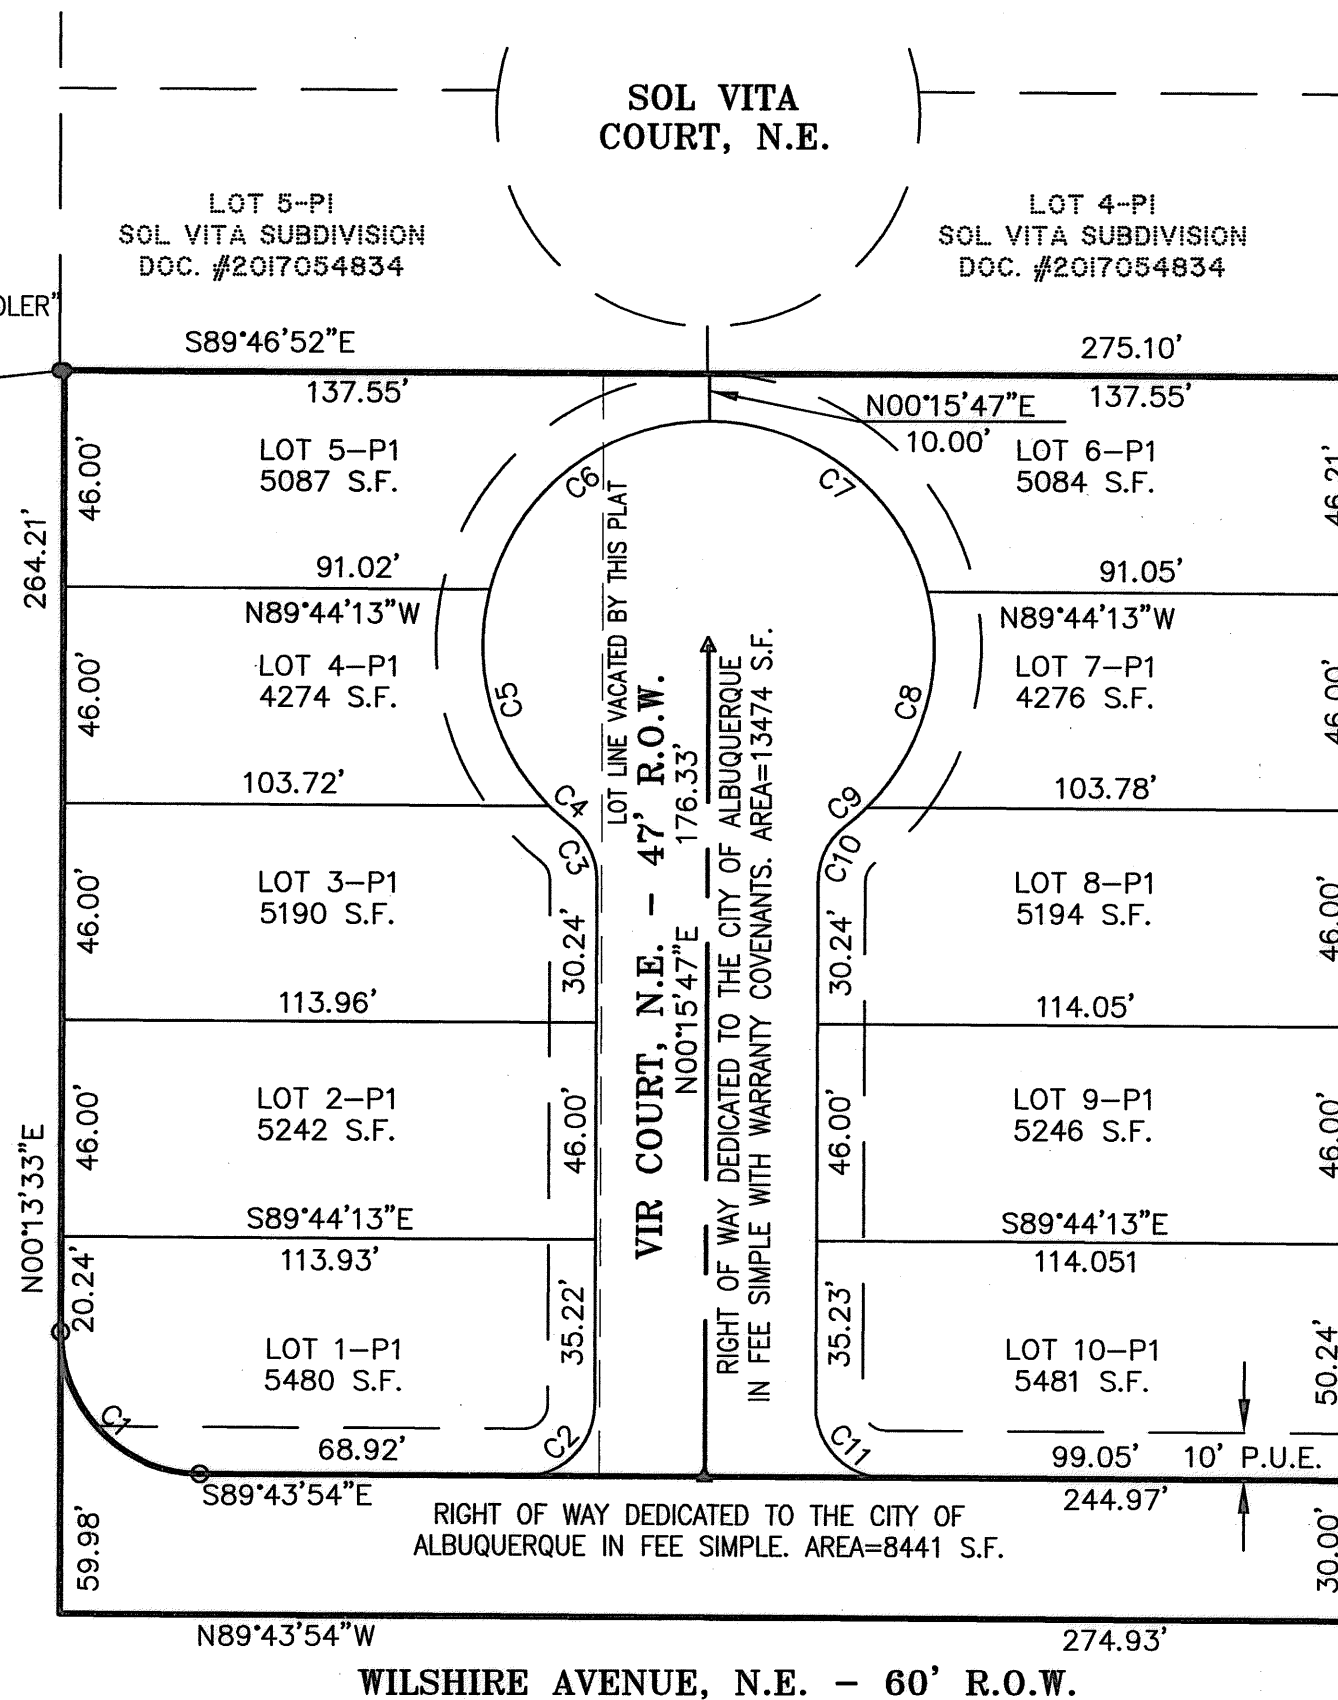 SOL VITA
COURT, N.E.
LOT 5-P1
SOL VITA SUBDIVISION
DOC. #2017054834
LOT 4-P1
SOL VITA SUBDIVISION
DOC. #2017054834
DLER"
S89°46'52"E
275.10'
137.55'
N00°15'47"E
10.00'
137.55'
46.00'
LOT 5-P1
5087 S.F.
C6
C7
LOT 6-P1
5084 S.F.
46.21'
264.21'
91.02'
N89°44'13"W
91.05'
N89°44'13"W
46.00'
LOT 4-P1
4274 S.F.
C5
C8
LOT 7-P1
4276 S.F.
46.00'
103.72'
C4
C9
103.78'
LOT LINE VACATED BY THIS PLAT
VIR COURT, N.E. - 47' R.O.W.
N00°15'47"E 176.33'
RIGHT OF WAY DEDICATED TO THE CITY OF ALBUQUERQUE
IN FEE SIMPLE WITH WARRANTY COVENANTS. AREA=13474 S.F.
46.00'
LOT 3-P1
5190 S.F.
C3
30.24'
C10
30.24'
LOT 8-P1
5194 S.F.
46.00'
113.96'
114.05'
46.00'
LOT 2-P1
5242 S.F.
46.00'
46.00'
LOT 9-P1
5246 S.F.
46.00'
N00°13'33"E
S89°44'13"E
113.93'
S89°44'13"E
114.051
20.24'
LOT 1-P1
5480 S.F.
35.22'
35.23'
LOT 10-P1
5481 S.F.
50.24'
C1
68.92'
C2
C11
99.05'
10' P.U.E.
S89°43'54"E
244.97'
59.98'
RIGHT OF WAY DEDICATED TO THE CITY OF
ALBUQUERQUE IN FEE SIMPLE. AREA=8441 S.F.
30.00'
N89°43'54"W
274.93'
WILSHIRE AVENUE, N.E. - 60' R.O.W.